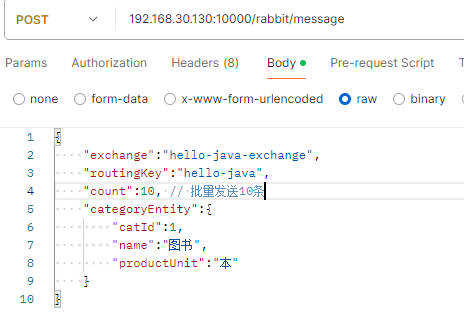 POST 192.168.30.130:10000/rabbit/message
Params Authorization Headers (8) Body Pre-request Script
none form-data x-www-form-urlencoded raw binary
1 {
2 "exchange":"hello-java-exchange",
3 "routingKey":"hello-java",
4 "count":10, // 批量发送10条
5 "categoryEntity":{
6 "catId":1,
7 "name":"图书",
8 "productUnit":"本"
9 }
10 }